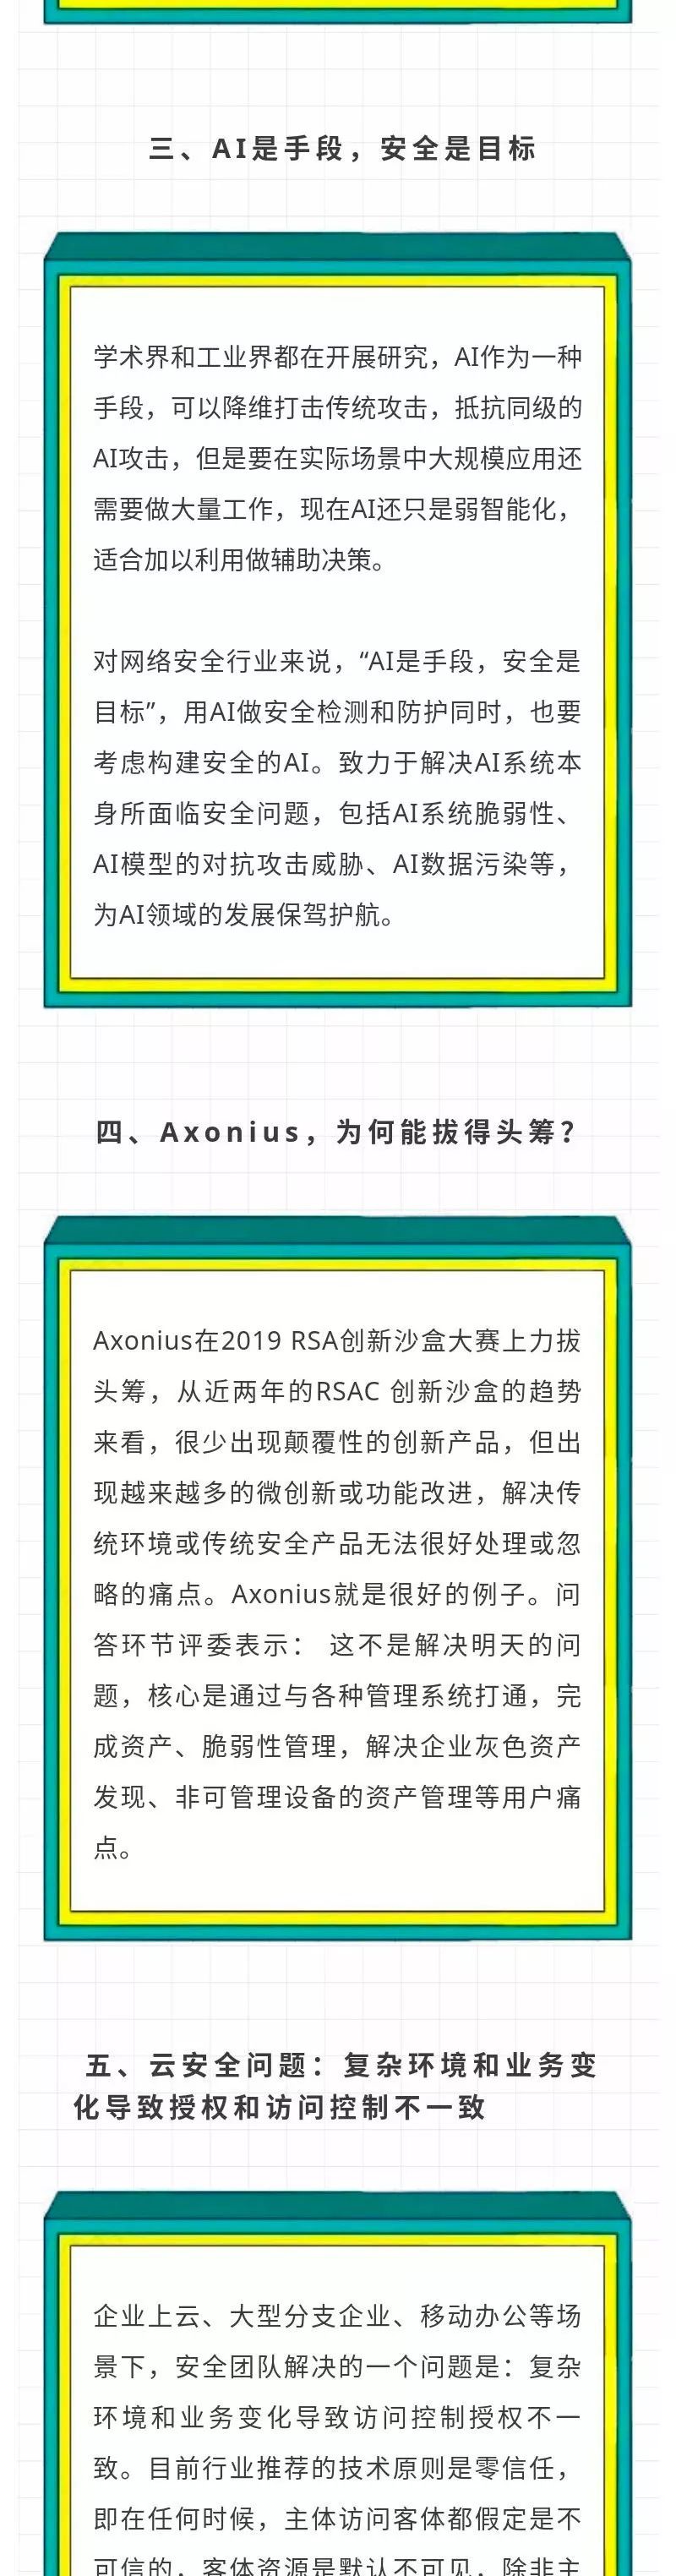 三、AI是手段，安全是目标
学术界和工业界都在开展研究，AI作为一种
手段，可以降维打击传统攻击，抵抗同级的
AI攻击，但是要在实际场景中大规模应用还
需要做大量工作，现在AI还只是弱智能化，
适合加以利用做辅助决策。
对网络安全行业来说，“AI是手段，安全是
目标”，用AI做安全检测和防护同时，也要
考虑构建安全的AI。致力于解决AI系统本
身所面临安全问题，包括AI系统脆弱性、
AI模型的对抗攻击威胁、AI数据污染等，
为AI领域的发展保驾护航。
四、Axonius，为何能拔得头筹？
Axonius在2019 RSA创新沙盒大赛上力拔
头筹，从近两年的RSAC 创新沙盒的趋势
来看，很少出现颠覆性的创新产品，但出
现越来越多的微创新或功能改进，解决传
统环境或传统安全产品无法很好处理或忽
略的痛点。Axonius就是很好的例子。问
答环节评委表示： 这不是解决明天的问
题，核心是通过与各种管理系统打通，完
成资产、脆弱性管理，解决企业灰色资产
发现、非可管理设备的资产管理等用户痛
点。
五、云安全问题：复杂环境和业务变
化导致授权和访问控制不一致
企业上云、大型分支企业、移动办公等场
景下，安全团队解决的一个问题是：复杂
环境和业务变化导致访问控制授权不一
致。目前行业推荐的技术原则是零信任，
即在任何时候，主体访问客体都假定是不
可信的，客体资源是默认不可见，除非主